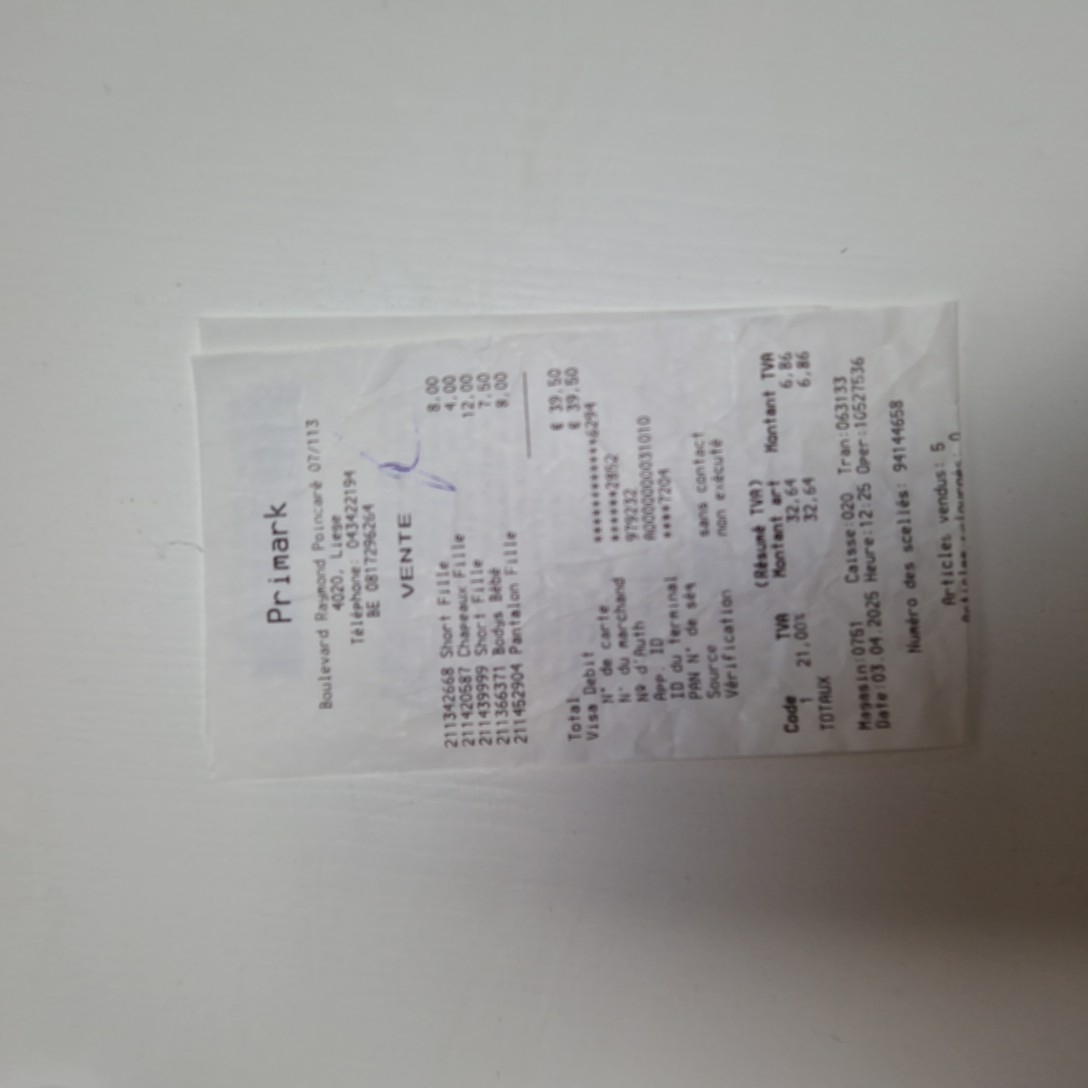 Primark
Boulevard Raymond Poincaré 07/113
4020, Liege
Téléphone: 043422194
BE 0817296264
VENTE
211342668 Short Fille 8,00
211420587 Chapeaux Fille 4,00
211439999 Short Fille 12,00
211366371 Bodys Bébé 7,50
211452904 Pantalon Fille 8,00
Total € 39,50
Visa Debit € 39,50
N° de carte ************6294
N° du marchand ******2852
Nº d'Auth 979232
App. ID A0000000031010
ID du terminal ****7204
PAN N° de séq
Source sans contact
Vérification non exécuté
(Résumé TVA)
Code TVA Montant art Montant TVA
1 21,00% 32,64 6,86
TOTAUX 32,64 6,86
Magasin:0751 Caisse:020 Tran:063133
Date:03.04.2025 Heure:12:25 Oper:10527536
Numéro des scellés: 94144658
Articles vendus: 5